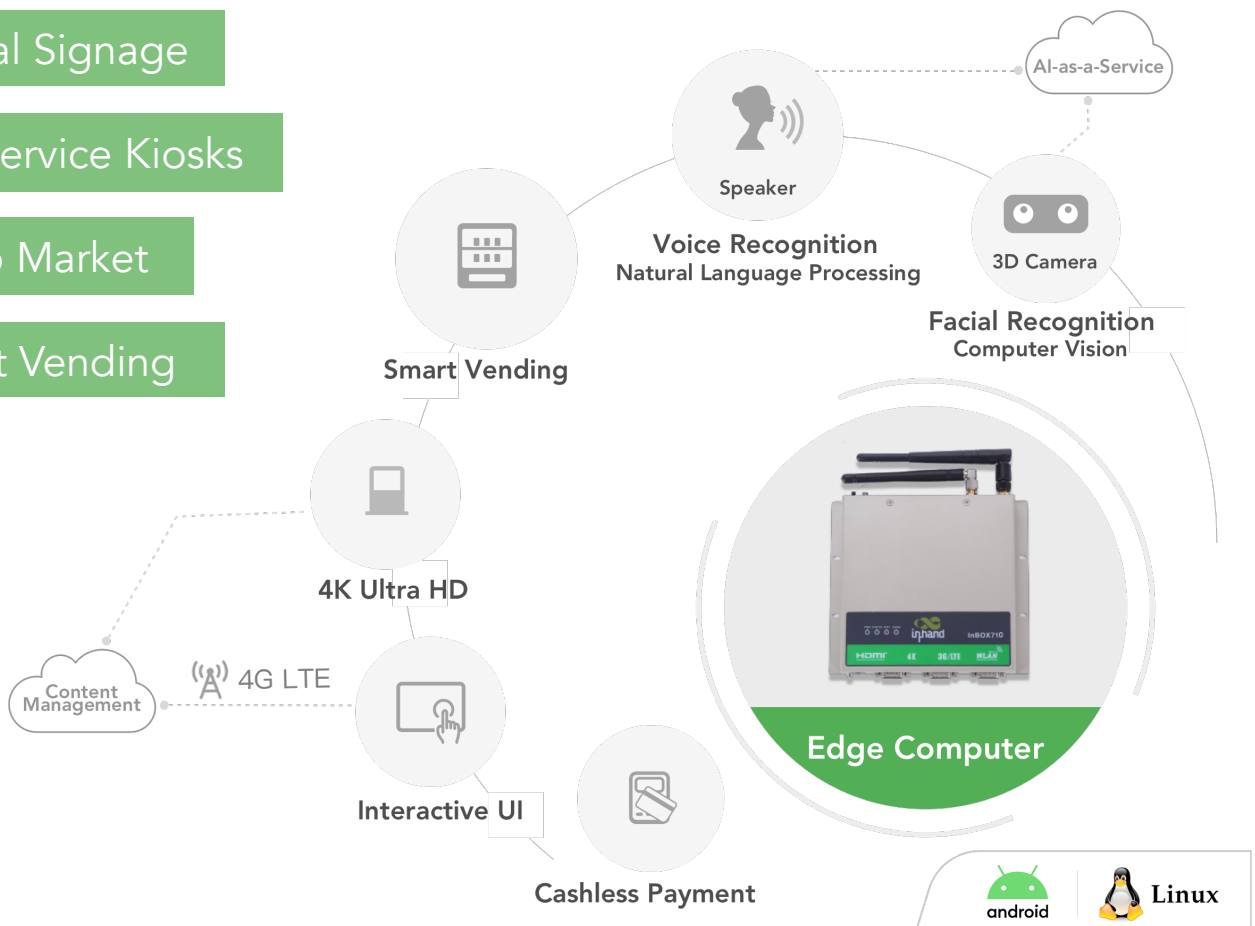 al Signage
ervice Kiosks
o Market
t Vending
AI-as-a-Service
Speaker
Voice Recognition
Natural Language Processing
3D Camera
Facial Recognition
Computer Vision
Smart Vending
4K Ultra HD
Content
Management
4G LTE
Interactive UI
Cashless Payment
inhand
InBOX710
HDMI
4K
3G/LTE
WLAN
Edge Computer
android
Linux